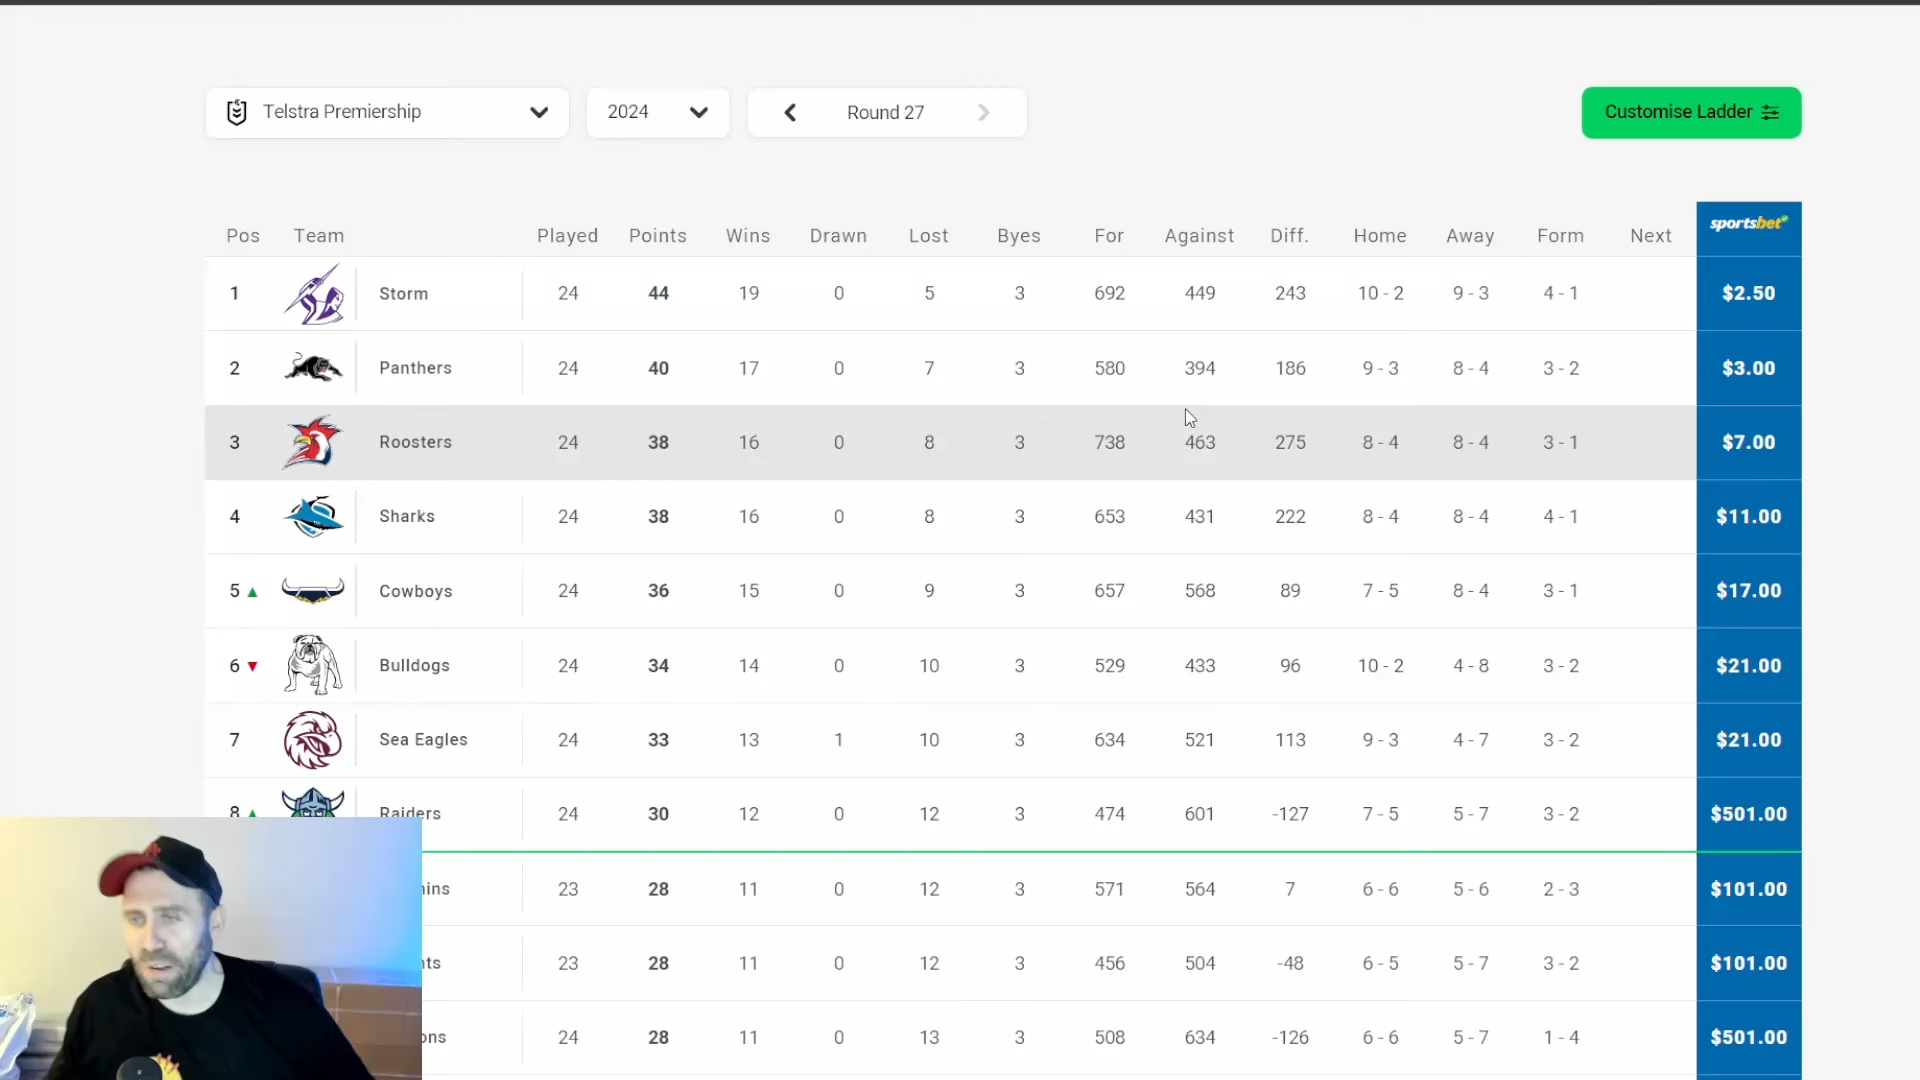 Telstra Premiership 2024 Round 27 Customise Ladder
sportsbet
Pos Team Played Points Wins Drawn Lost Byes For Against Diff. Home Away Form Next
1 Storm 24 44 19 0 5 3 692 449 243 10 - 2 9 - 3 4 - 1 $2.50
2 Panthers 24 40 17 0 7 3 580 394 186 9 - 3 8 - 4 3 - 2 $3.00
3 Roosters 24 38 16 0 8 3 738 463 275 8 - 4 8 - 4 3 - 1 $7.00
4 Sharks 24 38 16 0 8 3 653 431 222 8 - 4 8 - 4 4 - 1 $11.00
5 Cowboys 24 36 15 0 9 3 657 568 89 7 - 5 8 - 4 3 - 1 $17.00
6 Bulldogs 24 34 14 0 10 3 529 433 96 10 - 2 4 - 8 3 - 2 $21.00
7 Sea Eagles 24 33 13 1 10 3 634 521 113 9 - 3 4 - 7 3 - 2 $21.00
8 Raiders 24 30 12 0 12 3 474 601 -127 7 - 5 5 - 7 3 - 2 $501.00
23 28 11 0 12 3 571 564 7 6 - 6 5 - 6 2 - 3 $101.00
23 28 11 0 12 3 456 504 -48 6 - 5 5 - 7 3 - 2 $101.00
24 28 11 0 13 3 508 634 -126 6 - 6 5 - 7 1 - 4 $501.00